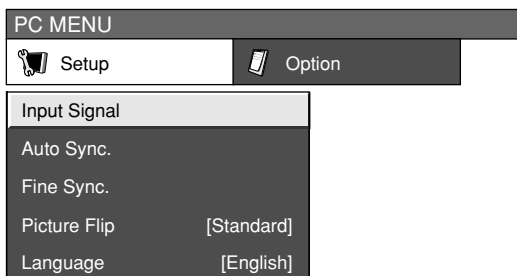 PC MENU
Setup Option
Input Signal
Auto Sync.
Fine Sync.
Picture Flip [Standard]
Language [English]